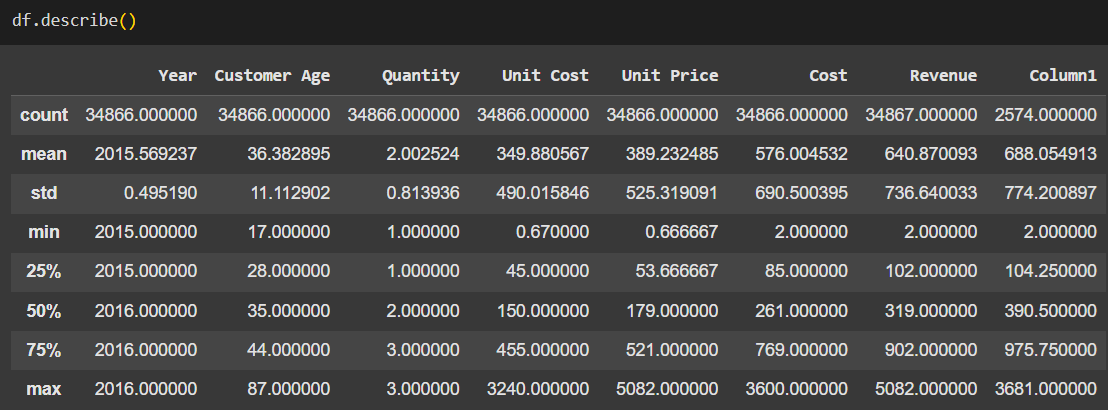 df.describe()
Year Customer Age Quantity Unit Cost Unit Price Cost Revenue Column1
count 34866.000000 34866.000000 34866.000000 34866.000000 34866.000000 34866.000000 34867.000000 2574.000000
mean 2015.569237 36.382895 2.002524 349.880567 389.232485 576.004532 640.870093 688.054913
std 0.495190 11.112902 0.813936 490.015846 525.319091 690.500395 736.640033 774.200897
min 2015.000000 17.000000 1.000000 0.670000 0.666667 2.000000 2.000000 2.000000
25% 2015.000000 28.000000 1.000000 45.000000 53.666667 85.000000 102.000000 104.250000
50% 2016.000000 35.000000 2.000000 150.000000 179.000000 261.000000 319.000000 390.500000
75% 2016.000000 44.000000 3.000000 455.000000 521.000000 769.000000 902.000000 975.750000
max 2016.000000 87.000000 3.000000 3240.000000 5082.000000 3600.000000 5082.000000 3681.000000